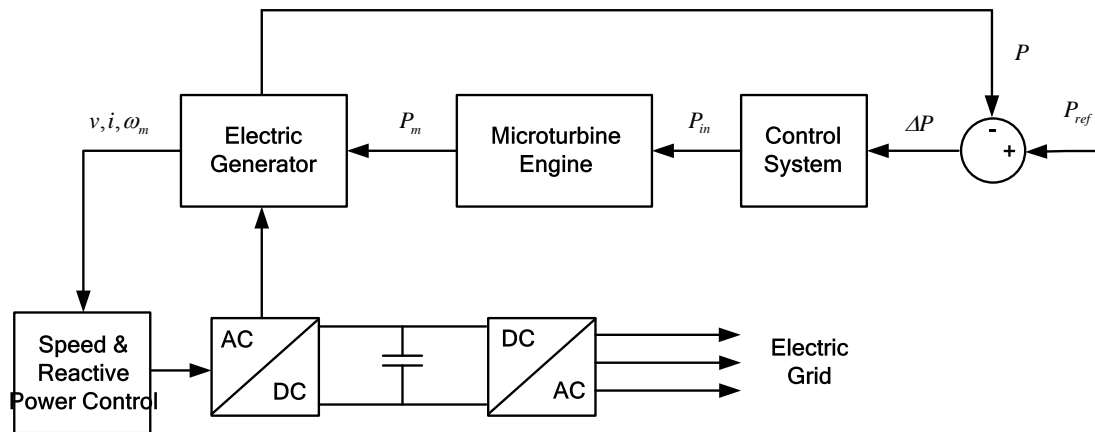 P
v,i,ω_m
Electric
Generator
P_m
Microturbine
Engine
P_in
Control
System
ΔP
-
+
P_ref
Speed &
Reactive
Power Control
AC
DC
DC
AC
Electric
Grid